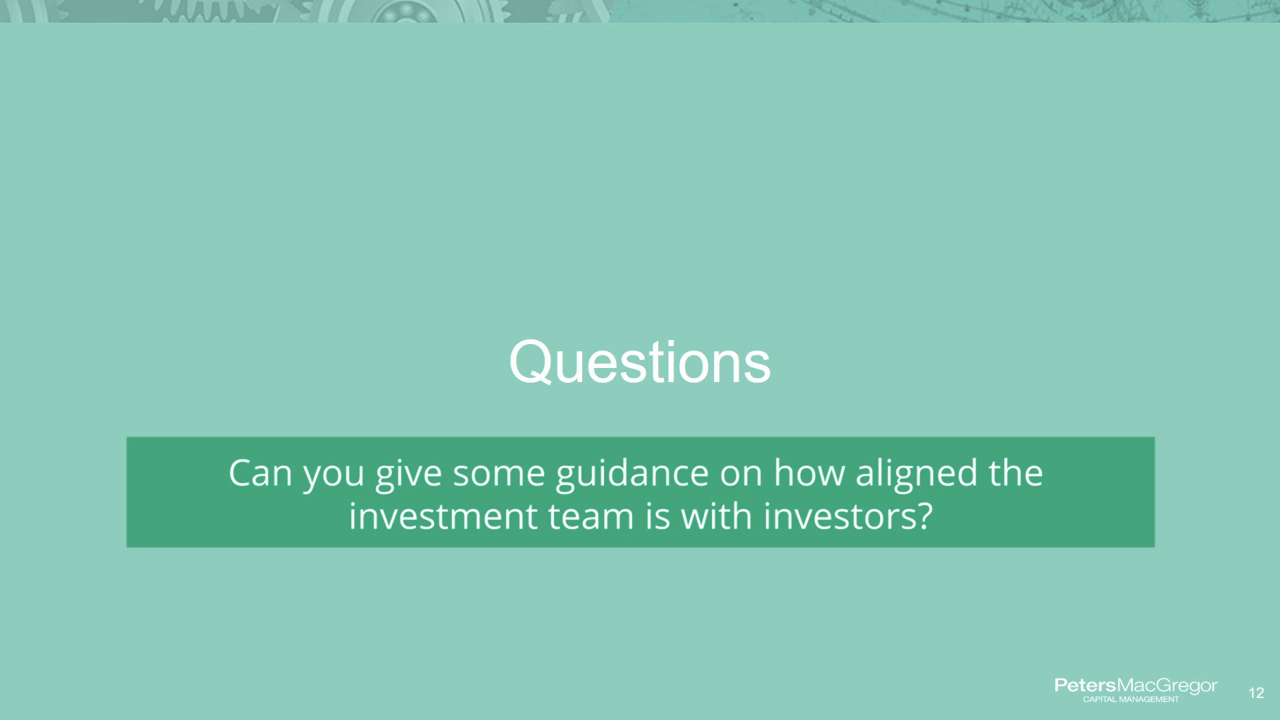 Questions
Can you give some guidance on how aligned the
investment team is with investors?
PetersMacGregor
CAPITAL MANAGEMENT
12